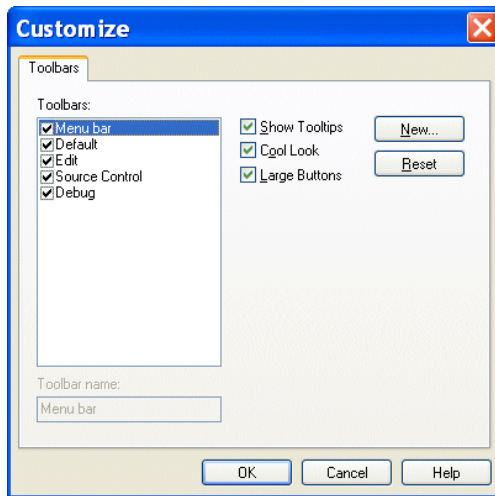 Customize
Toolbars
Toolbars:
Menu bar
Default
Edit
Source Control
Debug
Show Tooltips
Cool Look
Large Buttons
New...
Reset
Toolbar name:
Menu bar
OK
Cancel
Help